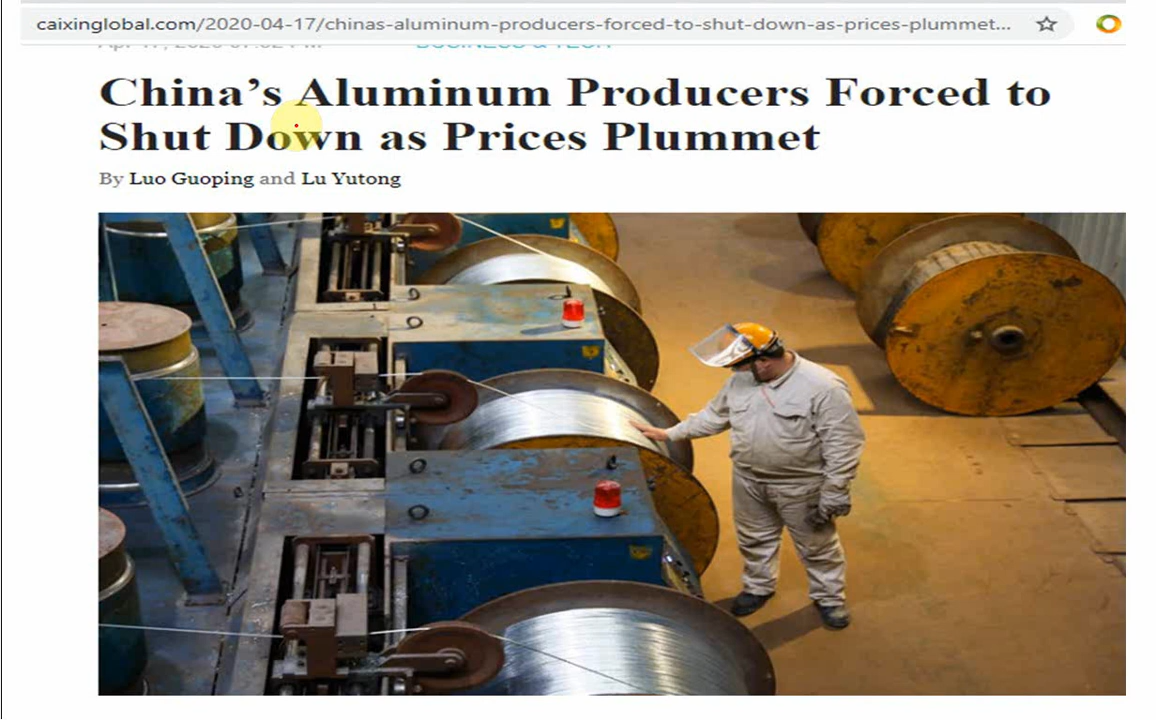 caixinglobal.com/2020-04-17/chinas-aluminum-producers-forced-to-shut-down-as-prices-plummet...
China's Aluminum Producers Forced to
Shut Down as Prices Plummet
By Luo Guoping and Lu Yutong